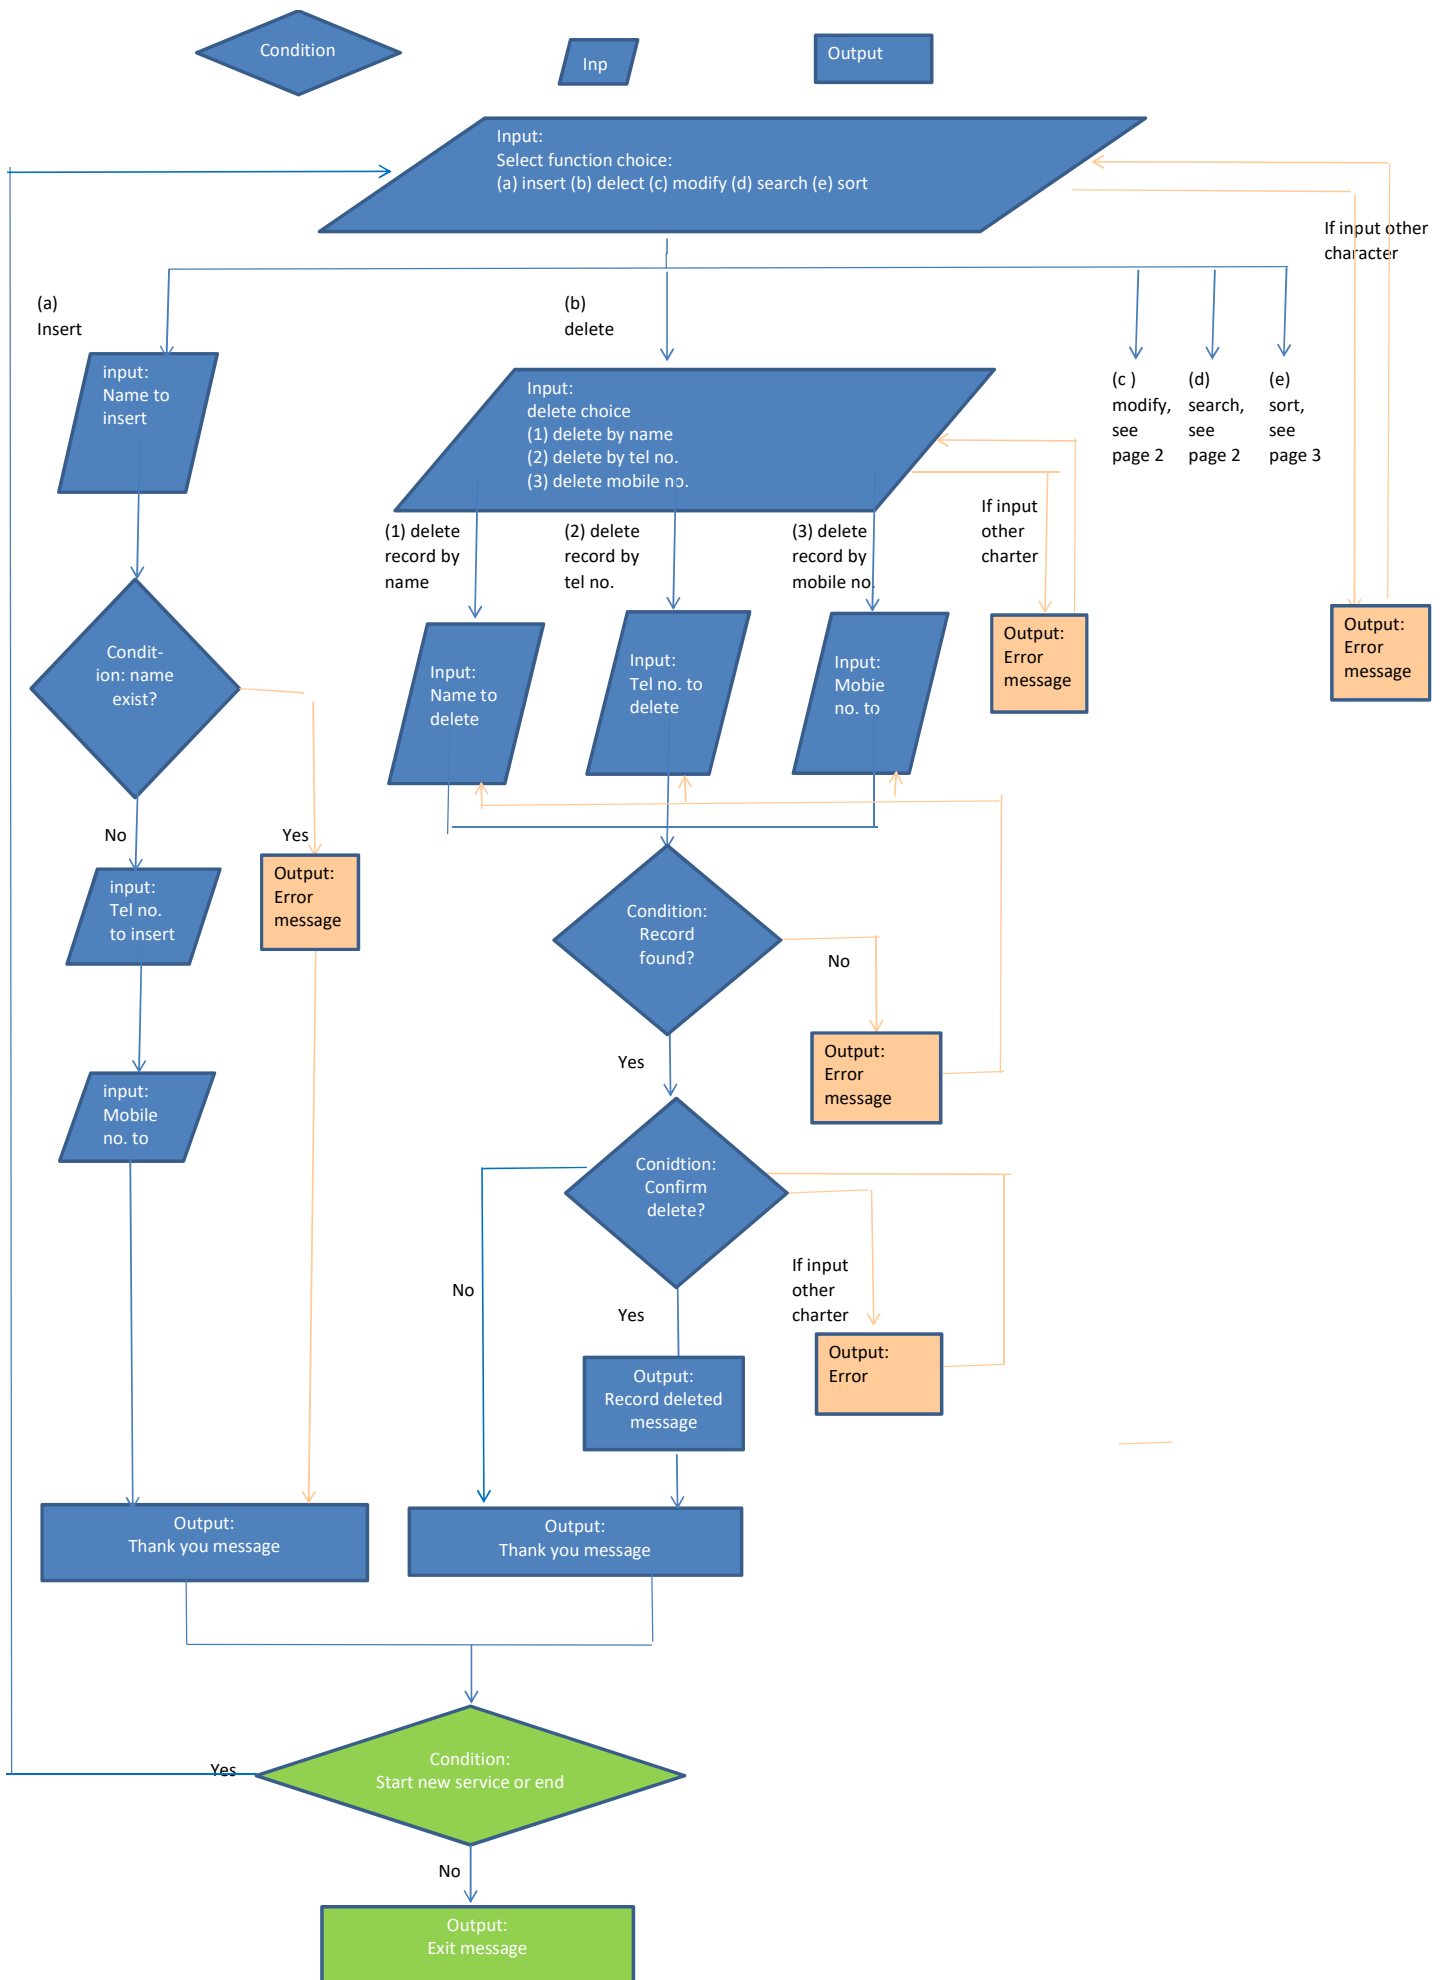 Condition
Inp
Output
Input:
Select function choice:
(a) insert (b) delect (c) modify (d) search (e) sort
If input other
character
(a)
Insert
(b)
delete
input:
Name to
insert
Input:
delete choice
(1) delete by name
(2) delete by tel no.
(3) delete mobile no.
(c )
modify,
see
page 2
(d)
search,
see
page 2
(e)
sort,
see
page 3
(1) delete
record by
name
(2) delete
record by
tel no.
(3) delete
record by
mobile no.
If input
other
charter
Condit-
ion: name
exist?
Input:
Name to
delete
Input:
Tel no. to
delete
Input:
Mobie
no. to
Output:
Error
message
Output:
Error
message
No
Yes
input:
Tel no.
to insert
Output:
Error
message
Condition:
Record
found?
No
Yes
Output:
Error
message
input:
Mobile
no. to
Conidtion:
Confirm
delete?
No
Yes
If input
other
charter
Output:
Record deleted
message
Output:
Error
Output:
Thank you message
Output:
Thank you message
Condition:
Start new service or end
Yes
No
Output:
Exit message